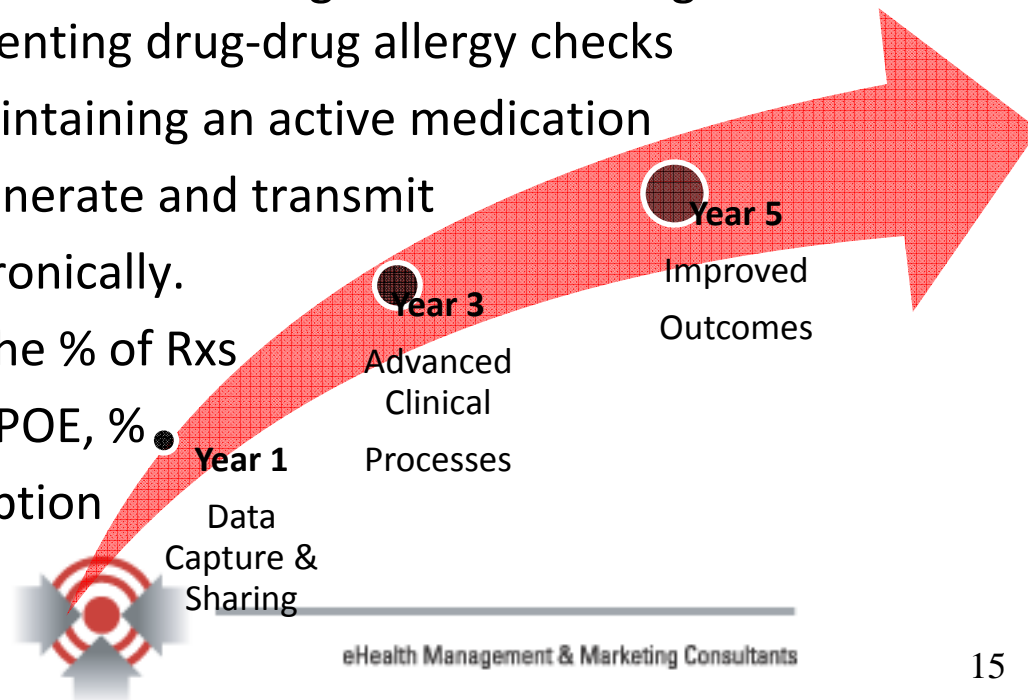 enting drug-drug allergy checks
intaining an active medication
nerate and transmit
ronically.
he % of Rxs
POE, %
ption
Year 1
Data
Capture &
Sharing
Year 3
Advanced
Clinical
Processes
Year 5
Improved
Outcomes
eHealth Management & Marketing Consultants
15